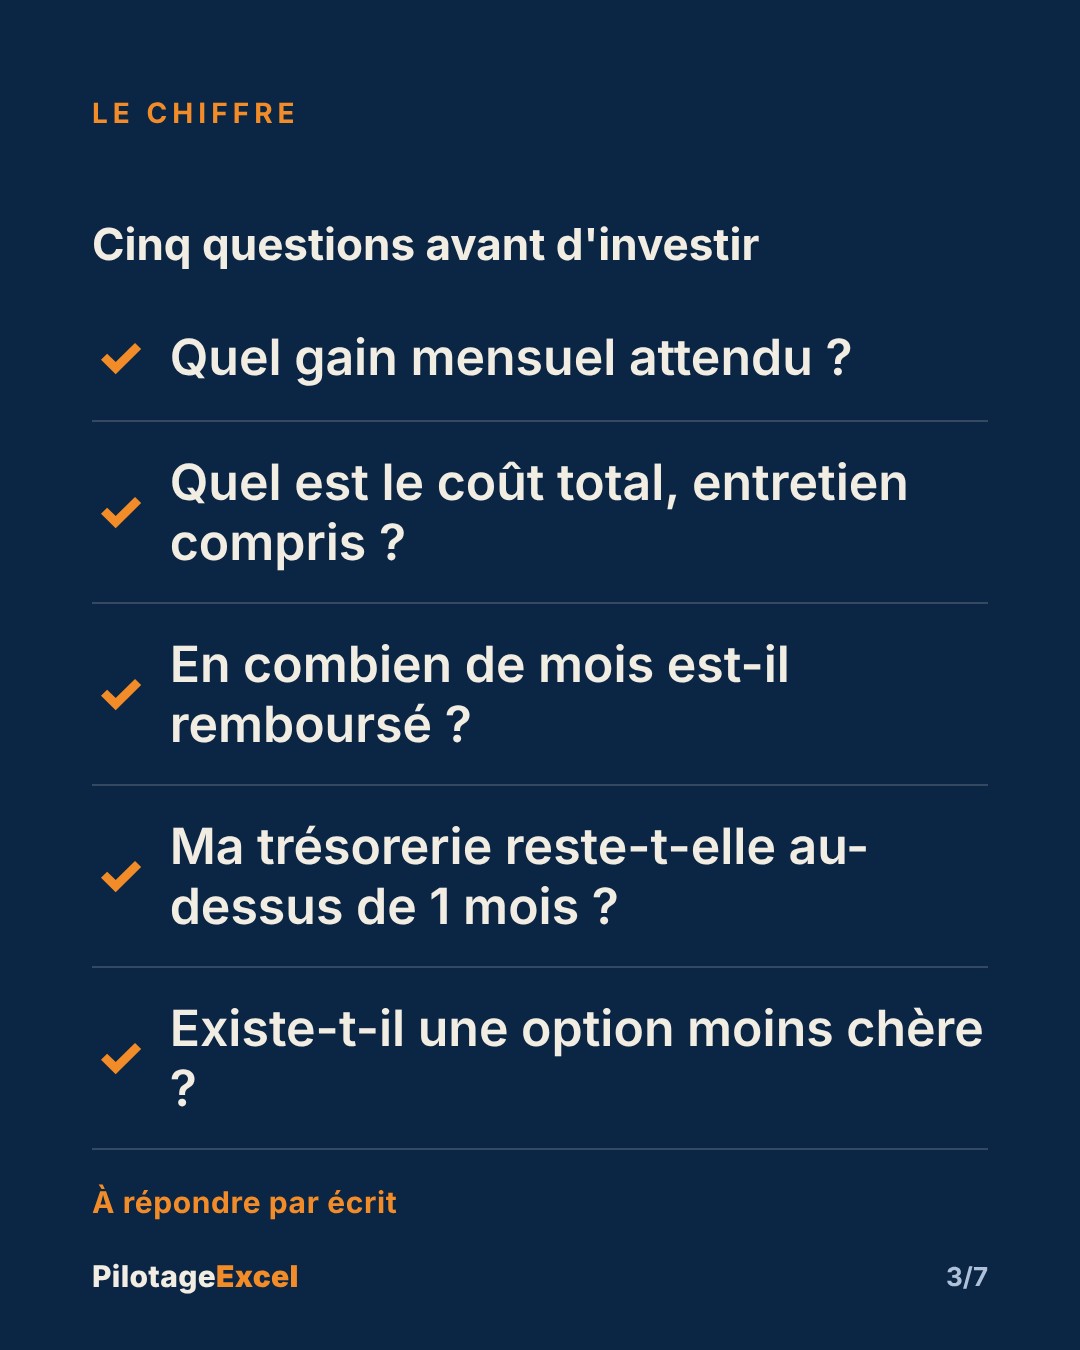 LE CHIFFRE
Cinq questions avant d'investir
Quel gain mensuel attendu ?
Quel est le coût total, entretien
compris ?
En combien de mois est-il
remboursé ?
Ma trésorerie reste-t-elle au-
dessus de 1 mois ?
Existe-t-il une option moins chère
?
À répondre par écrit
PilotageExcel
3/7